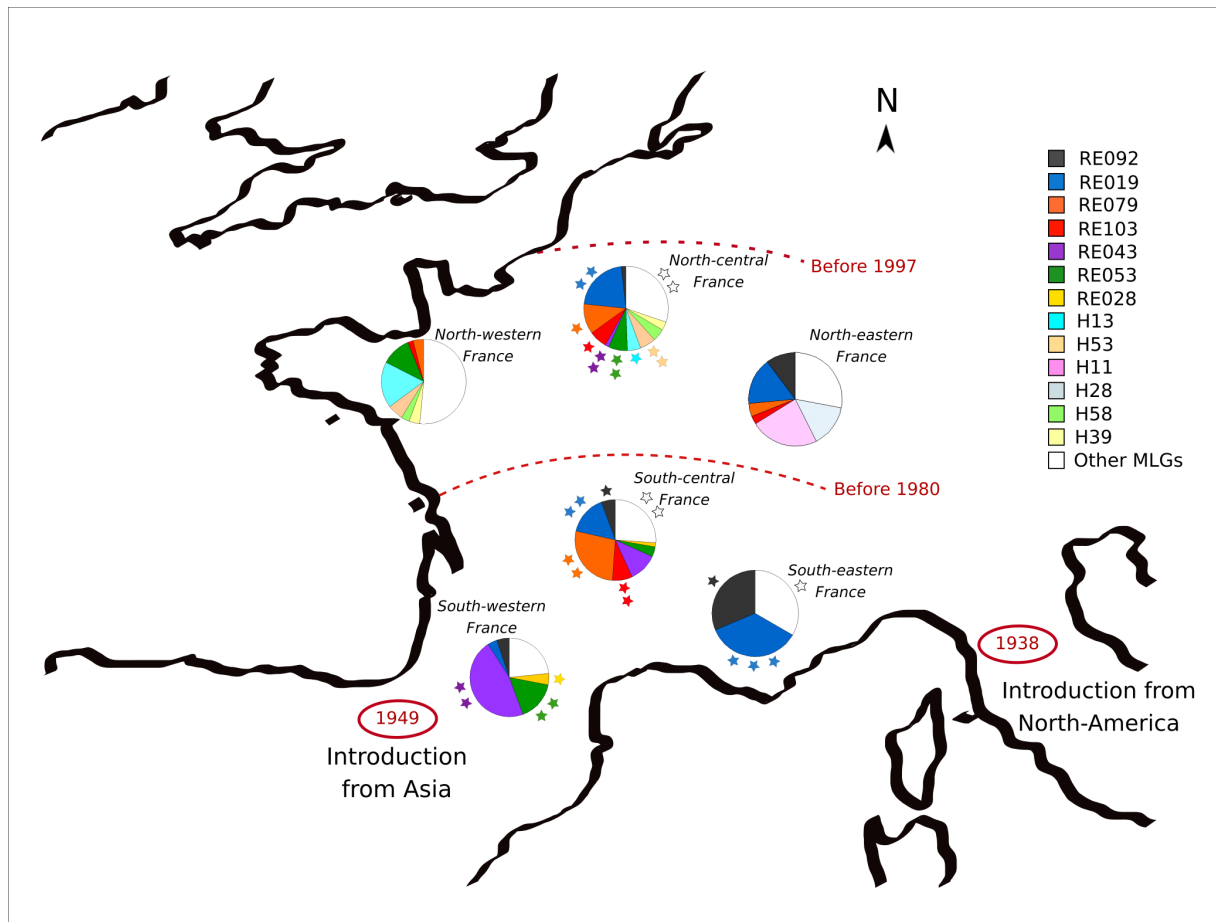 N
RE092
RE019
RE079
RE103
RE043
RE053
RE028
H13
H53
H11
H28
H58
H39
Other MLGs
North-central
France
Before 1997
North-western
France
North-eastern
France
South-central
France
Before 1980
South-eastern
France
South-western
France
1938
Introduction from
North-America
1949
Introduction
from Asia